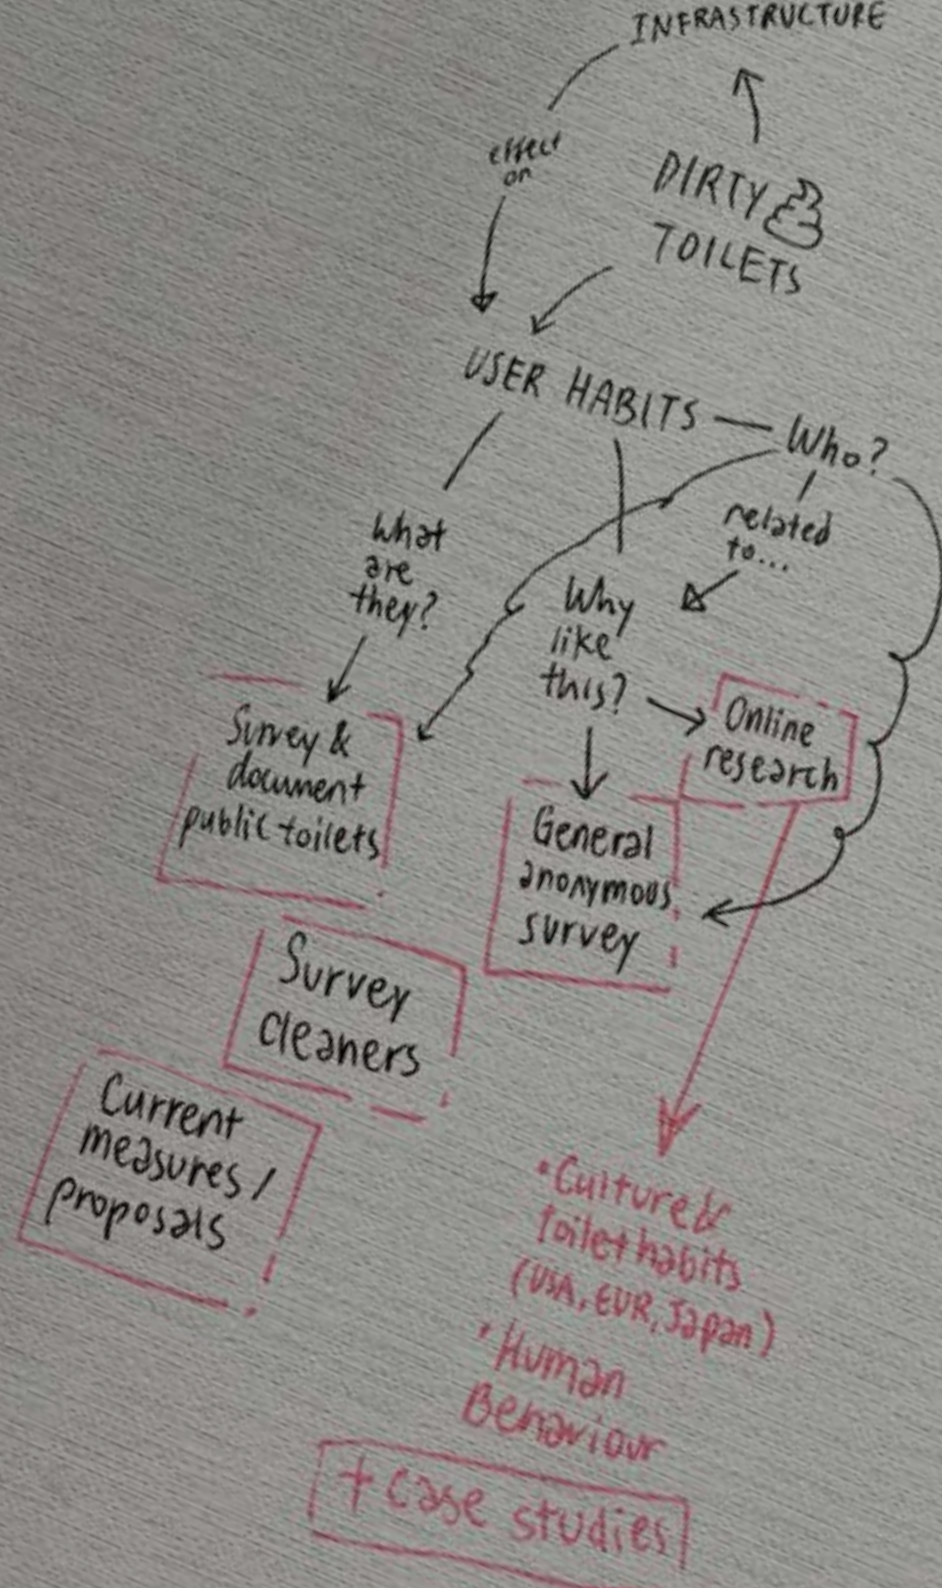 INFRASTRUCTURE
effect
on
DIRTY
TOILETS
USER HABITS
Who?
related
to...
What
are
they?
Why
like
this?
Online
research
Survey &
document
public toilets
General
anonymous
survey
Survey
cleaners
Current
measures /
proposals
• Culture &
toilet habits
(USA, EUR, Japan)
• Human
Behaviour
+ case studies